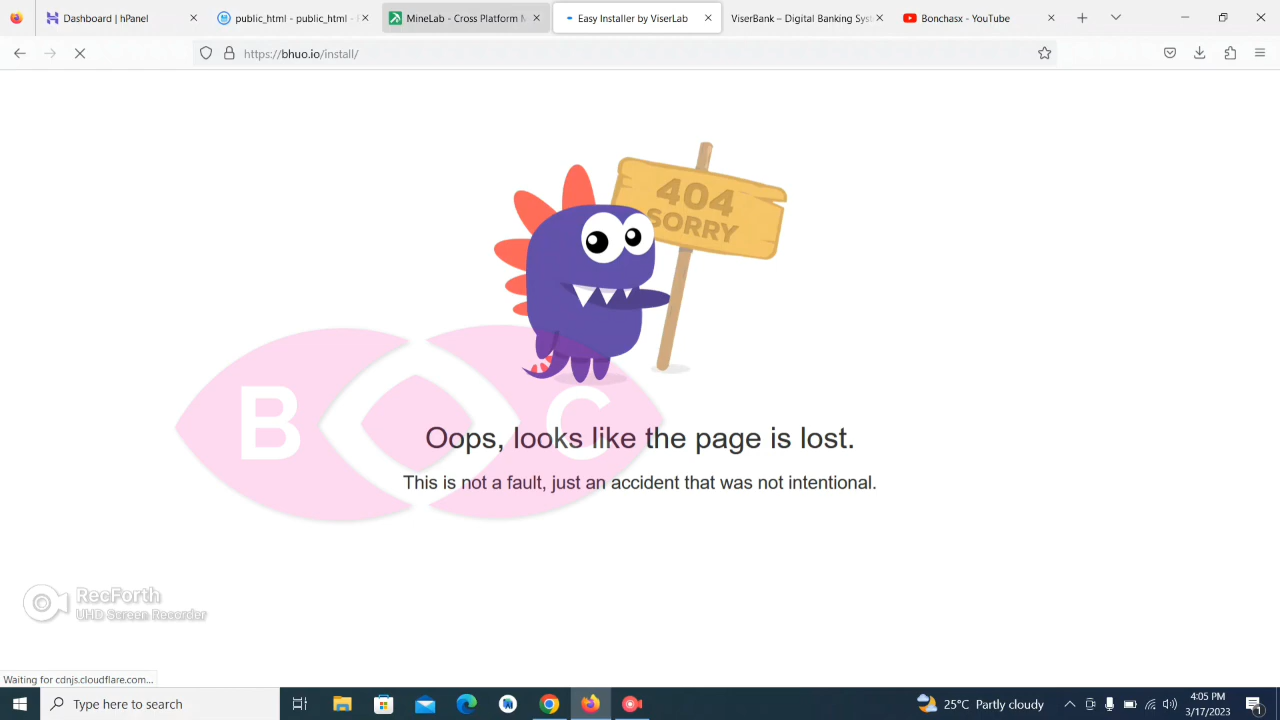 Dashboard | hPanel
public_html - public_html -
MineLab - Cross Platform M
Easy Installer by ViserLab
ViserBank – Digital Banking Syst
Bonchasx - YouTube
https://bhuo.io/install/
404
SORRY
B C
Oops, looks like the page is lost.
This is not a fault, just an accident that was not intentional.
RecForth
UHD Screen Recorder
Waiting for cdnjs.cloudflare.com...
Type here to search
25°C Partly cloudy
4:05 PM
3/17/2023
1